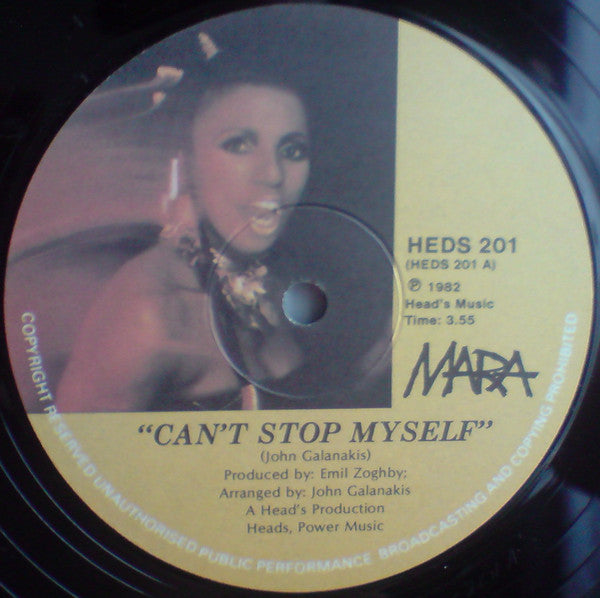 HEDS 201
(HEDS 201 A)
℗ 1982
Head's Music
Time: 3.55
MARA
"CAN'T STOP MYSELF"
(John Galanakis)
Produced by: Emil Zoghby;
Arranged by: John Galanakis
A Head's Production
Heads, Power Music
COPYRIGHT RESERVED UNAUTHORISED PUBLIC PERFORMANCE BROADCASTING AND COPYING PROHIBITED